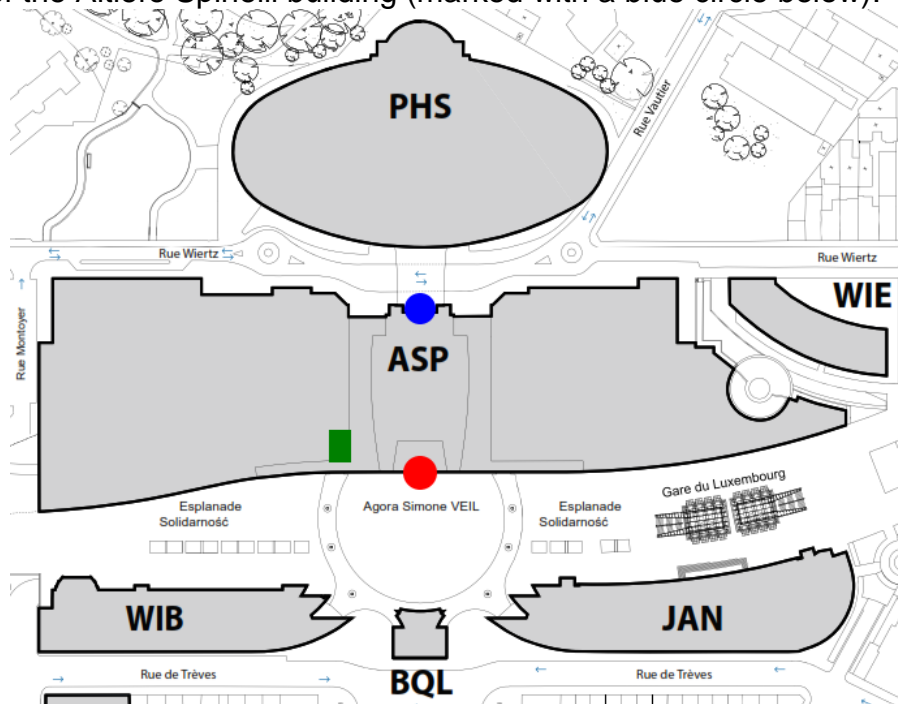 of the Altiero Spinelli building (marked with a blue circle below).
PHS
Rue Vautier
Rue Wiertz
Rue Wiertz
WIE
Rue Montoyer
ASP
Gare du Luxembourg
Esplanade
Solidarność
Agora Simone VEIL
Esplanade
Solidarność
WIB
JAN
Rue de Trèves
BQL
Rue de Trèves